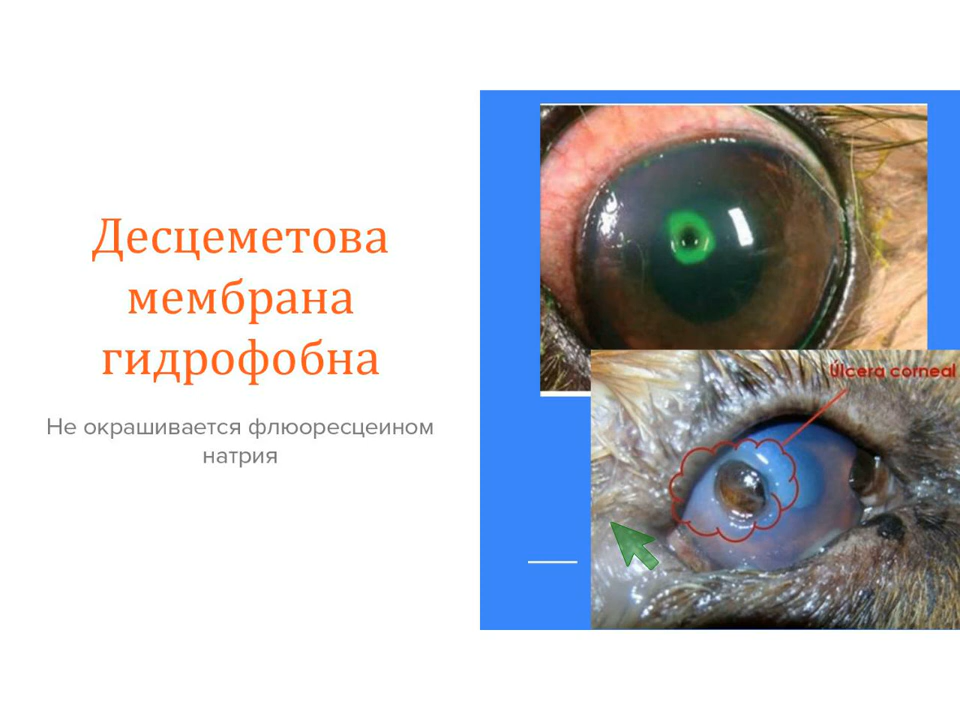 Десцеметова
мембрана
гидрофобна
Не окрашивается флюоресцеином
натрия
Úlcera corneal